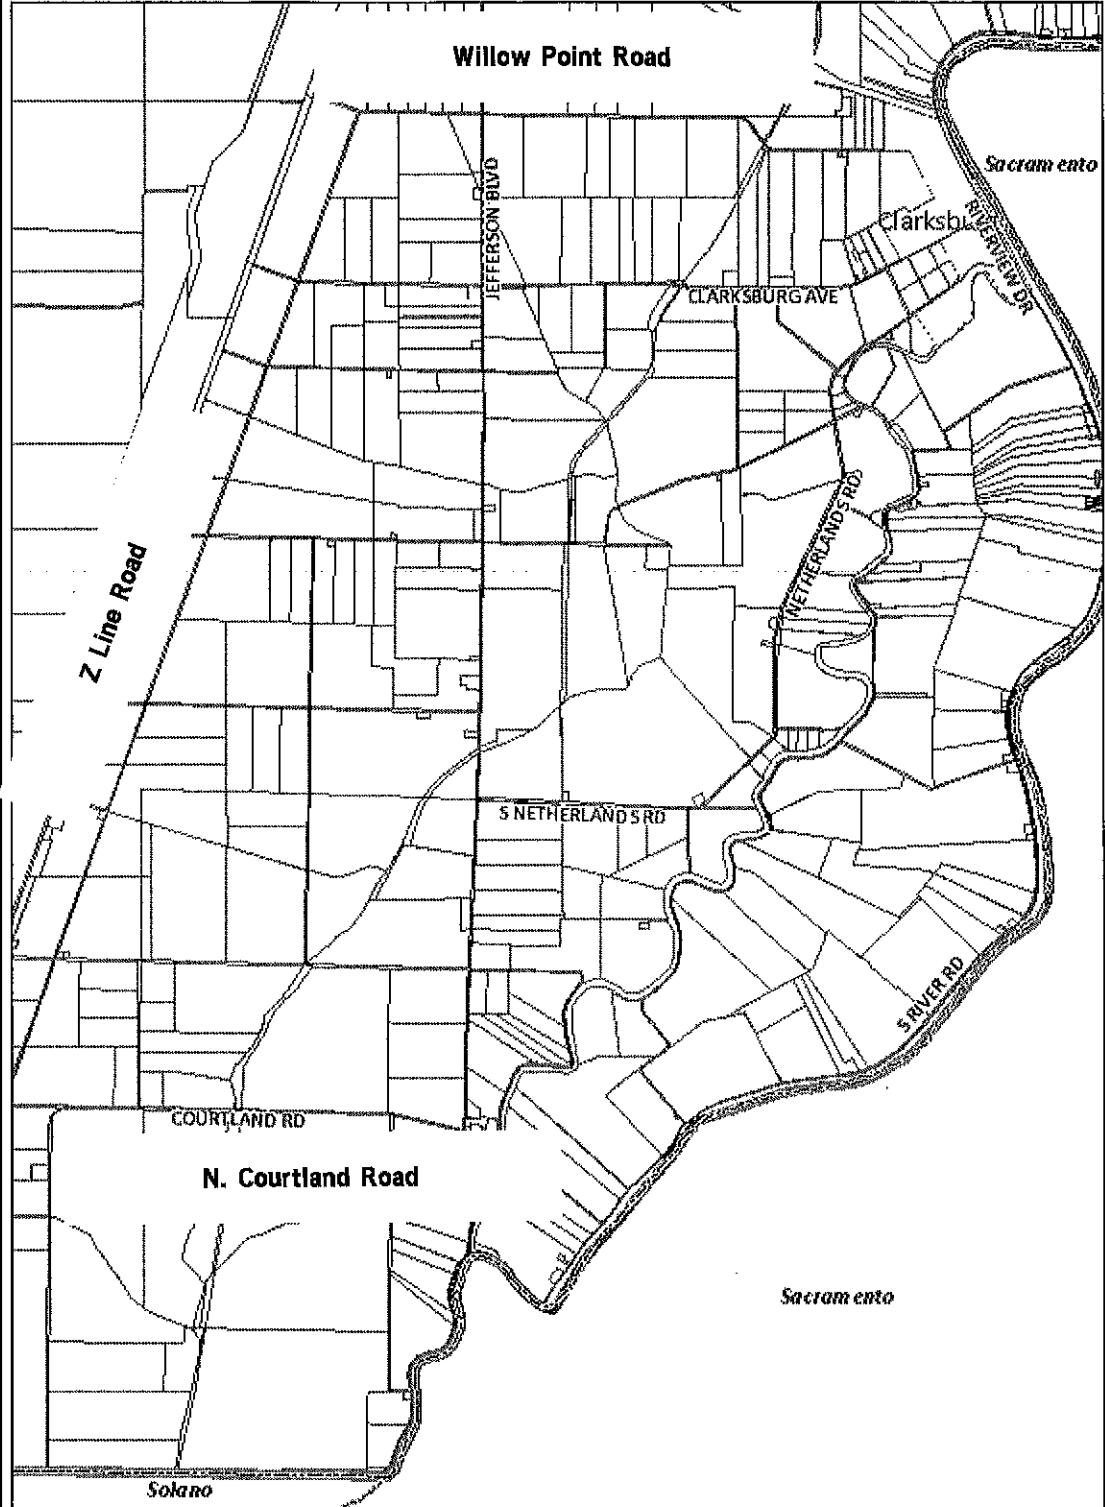 Willow Point Road
Sacramento
JEFFERSON BLVD
RIVERVIEW DR
CLARKSBURG AVE
NETHERLANDS RD
Z Line Road
S NETHERLANDS RD
S RIVER RD
COURTLAND RD
N. Courtland Road
Sacramento
Solano